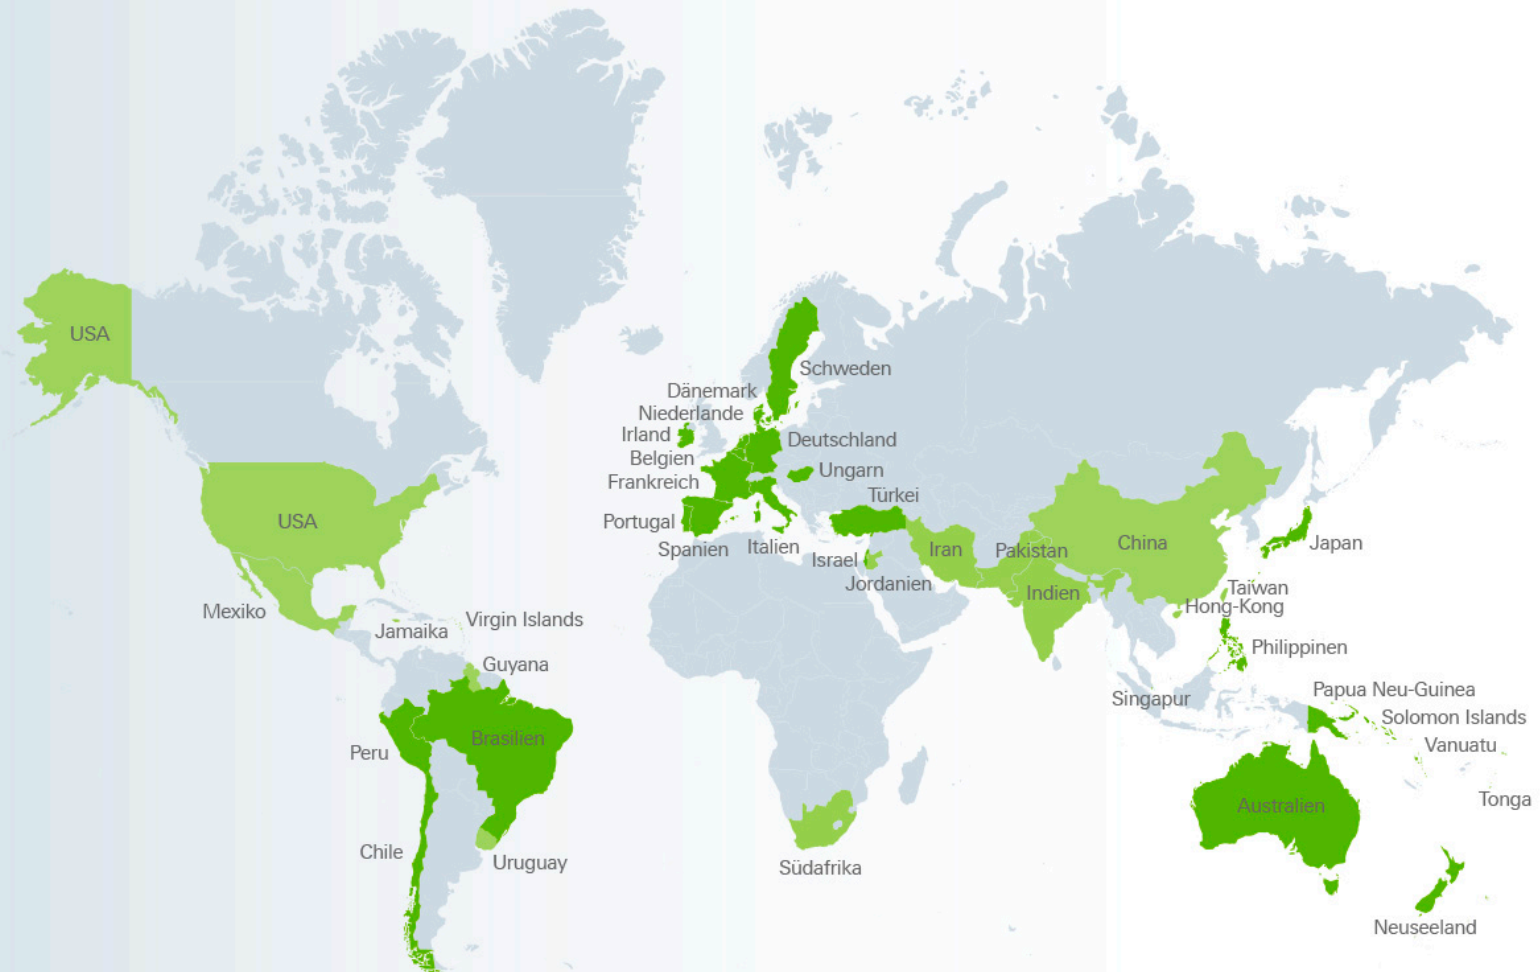 USA
Schweden
Dänemark
Niederlande
Irland
Deutschland
Belgien
Ungarn
Frankreich
Türkei
USA
Portugal
Spanien
Italien
Israel
Iran
Pakistan
China
Japan
Jordanien
Indien
Taiwan
Hong-Kong
Mexiko
Jamaika
Virgin Islands
Philippinen
Guyana
Singapur
Papua Neu-Guinea
Solomon Islands
Vanuatu
Peru
Brasilien
Tonga
Australien
Chile
Uruguay
Südafrika
Neuseeland